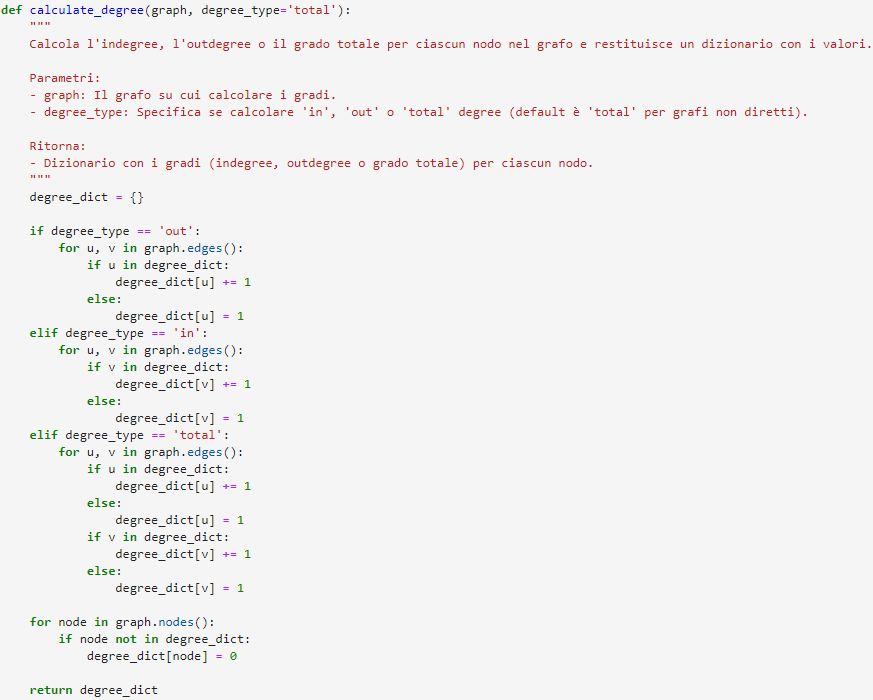 def calculate_degree(graph, degree_type='total'):
    """
    Calcola l'indegree, l'outdegree o il grado totale per ciascun nodo nel grafo e restituisce un dizionario con i valori.

    Parametri:
    - graph: Il grafo su cui calcolare i gradi.
    - degree_type: Specifica se calcolare 'in', 'out' o 'total' degree (default è 'total' per grafi non diretti).

    Ritorna:
    - Dizionario con i gradi (indegree, outdegree o grado totale) per ciascun nodo.
    """
    degree_dict = {}

    if degree_type == 'out':
        for u, v in graph.edges():
            if u in degree_dict:
                degree_dict[u] += 1
            else:
                degree_dict[u] = 1
    elif degree_type == 'in':
        for u, v in graph.edges():
            if v in degree_dict:
                degree_dict[v] += 1
            else:
                degree_dict[v] = 1
    elif degree_type == 'total':
        for u, v in graph.edges():
            if u in degree_dict:
                degree_dict[u] += 1
            else:
                degree_dict[u] = 1
            if v in degree_dict:
                degree_dict[v] += 1
            else:
                degree_dict[v] = 1

    for node in graph.nodes():
        if node not in degree_dict:
            degree_dict[node] = 0

    return degree_dict